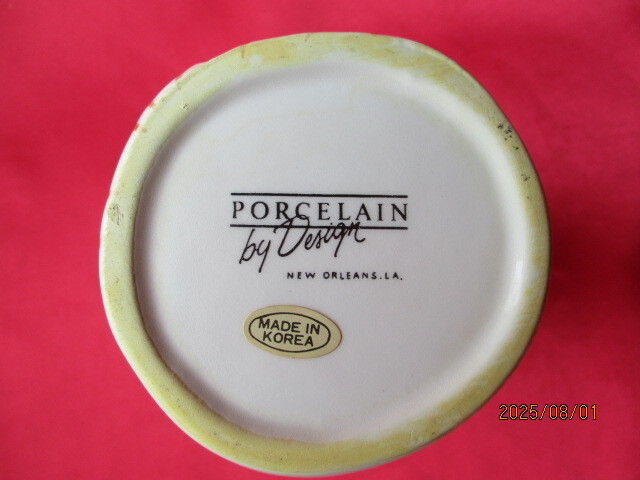 PORCELAIN
by Design
NEW ORLEANS.LA.
MADE IN
KOREA
2025/08/01